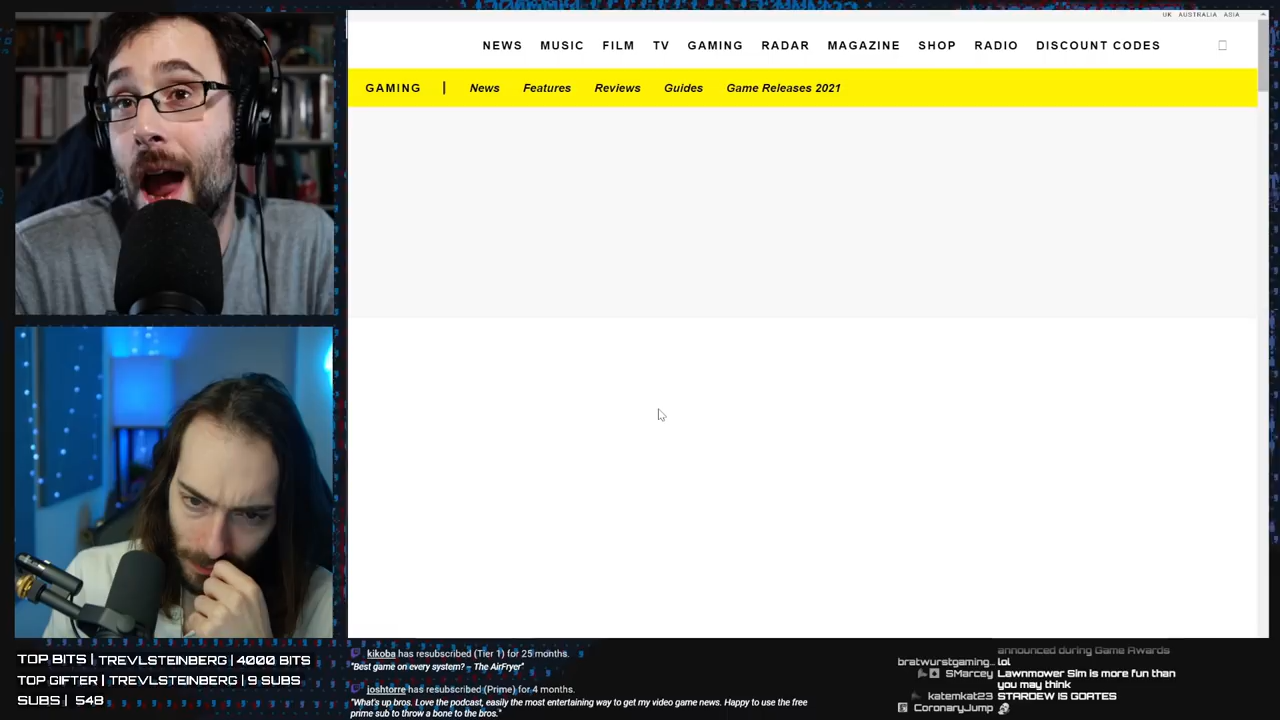 UK AUSTRALIA ASIA
NEWS MUSIC FILM TV GAMING RADAR MAGAZINE SHOP RADIO DISCOUNT CODES
GAMING | News Features Reviews Guides Game Releases 2021
TOP BITS | TREVLSTEINBERG | 4000 BITS
TOP GIFTER | TREVLSTEINBERG | 9 SUBS
SUBS | 548
kikoba has resubscribed (Tier 1) for 25 months.
"Best game on every system? – The AirFryer"
joshtorre has resubscribed (Prime) for 4 months.
"What's up bros. Love the podcast, easily the most entertaining way to get my video game news. Happy to use the free
prime sub to throw a bone to the bros."
announced during Game Awards
bratwurstgaming... lol
SMarcey Lawnmower Sim is more fun than
you may think
katemkat23 STARDEW IS GOATES
CoronaryJump